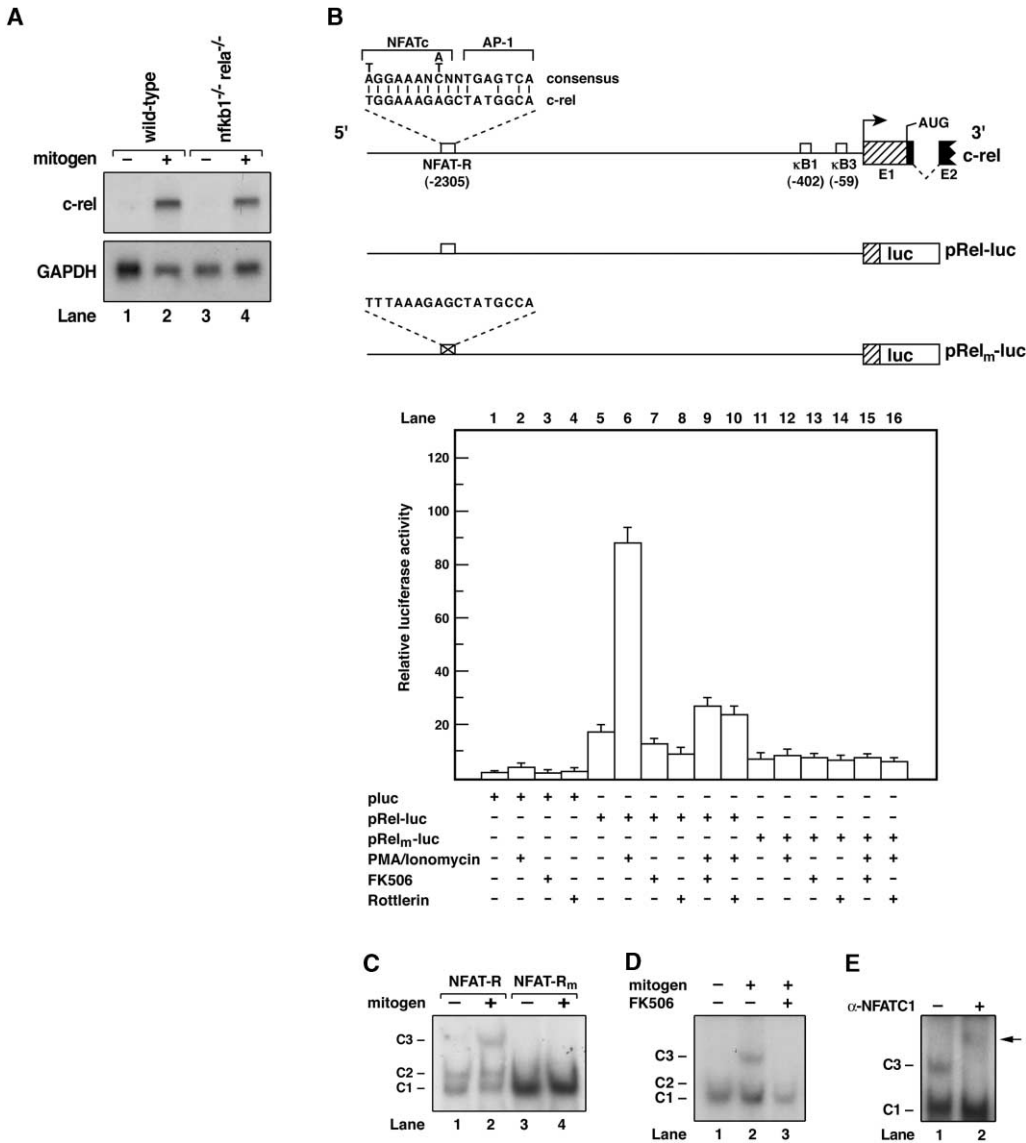 A
wild-type
nfkb1-/- rela-/-
mitogen – + – +
c-rel
GAPDH
Lane 1 2 3 4
B
NFATc AP-1
T A
T
AGGAAANCNNTGAGTCA consensus
TGGAAAGAGCTATGGCA c-rel
5'
NFAT-R
(-2305)
κB1
(-402)
κB3
(-59)
AUG
E1
E2
3'
c-rel
luc pRel-luc
TTTAAAGAGCTATGCCA
luc pRelm-luc
Lane 1 2 3 4 5 6 7 8 9 10 11 12 13 14 15 16
Relative luciferase activity
120
100
80
60
40
20
pluc + + + + – – – – – – – – – – – –
pRel-luc – – – – + + + + + + – – – – – –
pRelm-luc – – – – – – – – – – + + + + + +
PMA/Ionomycin – + – – – + – – + + – + – – + +
FK506 – – + – – – + – + – – – + – + –
Rottlerin – – – + – – – + – + – – – + – +
C
NFAT-R NFAT-Rm
mitogen – + – +
C3 –
C2 –
C1 –
Lane 1 2 3 4
D
mitogen – + +
FK506 – – +
C3 –
C2 –
C1 –
Lane 1 2 3
E
α-NFATC1 – +
C3 –
C1 –
Lane 1 2